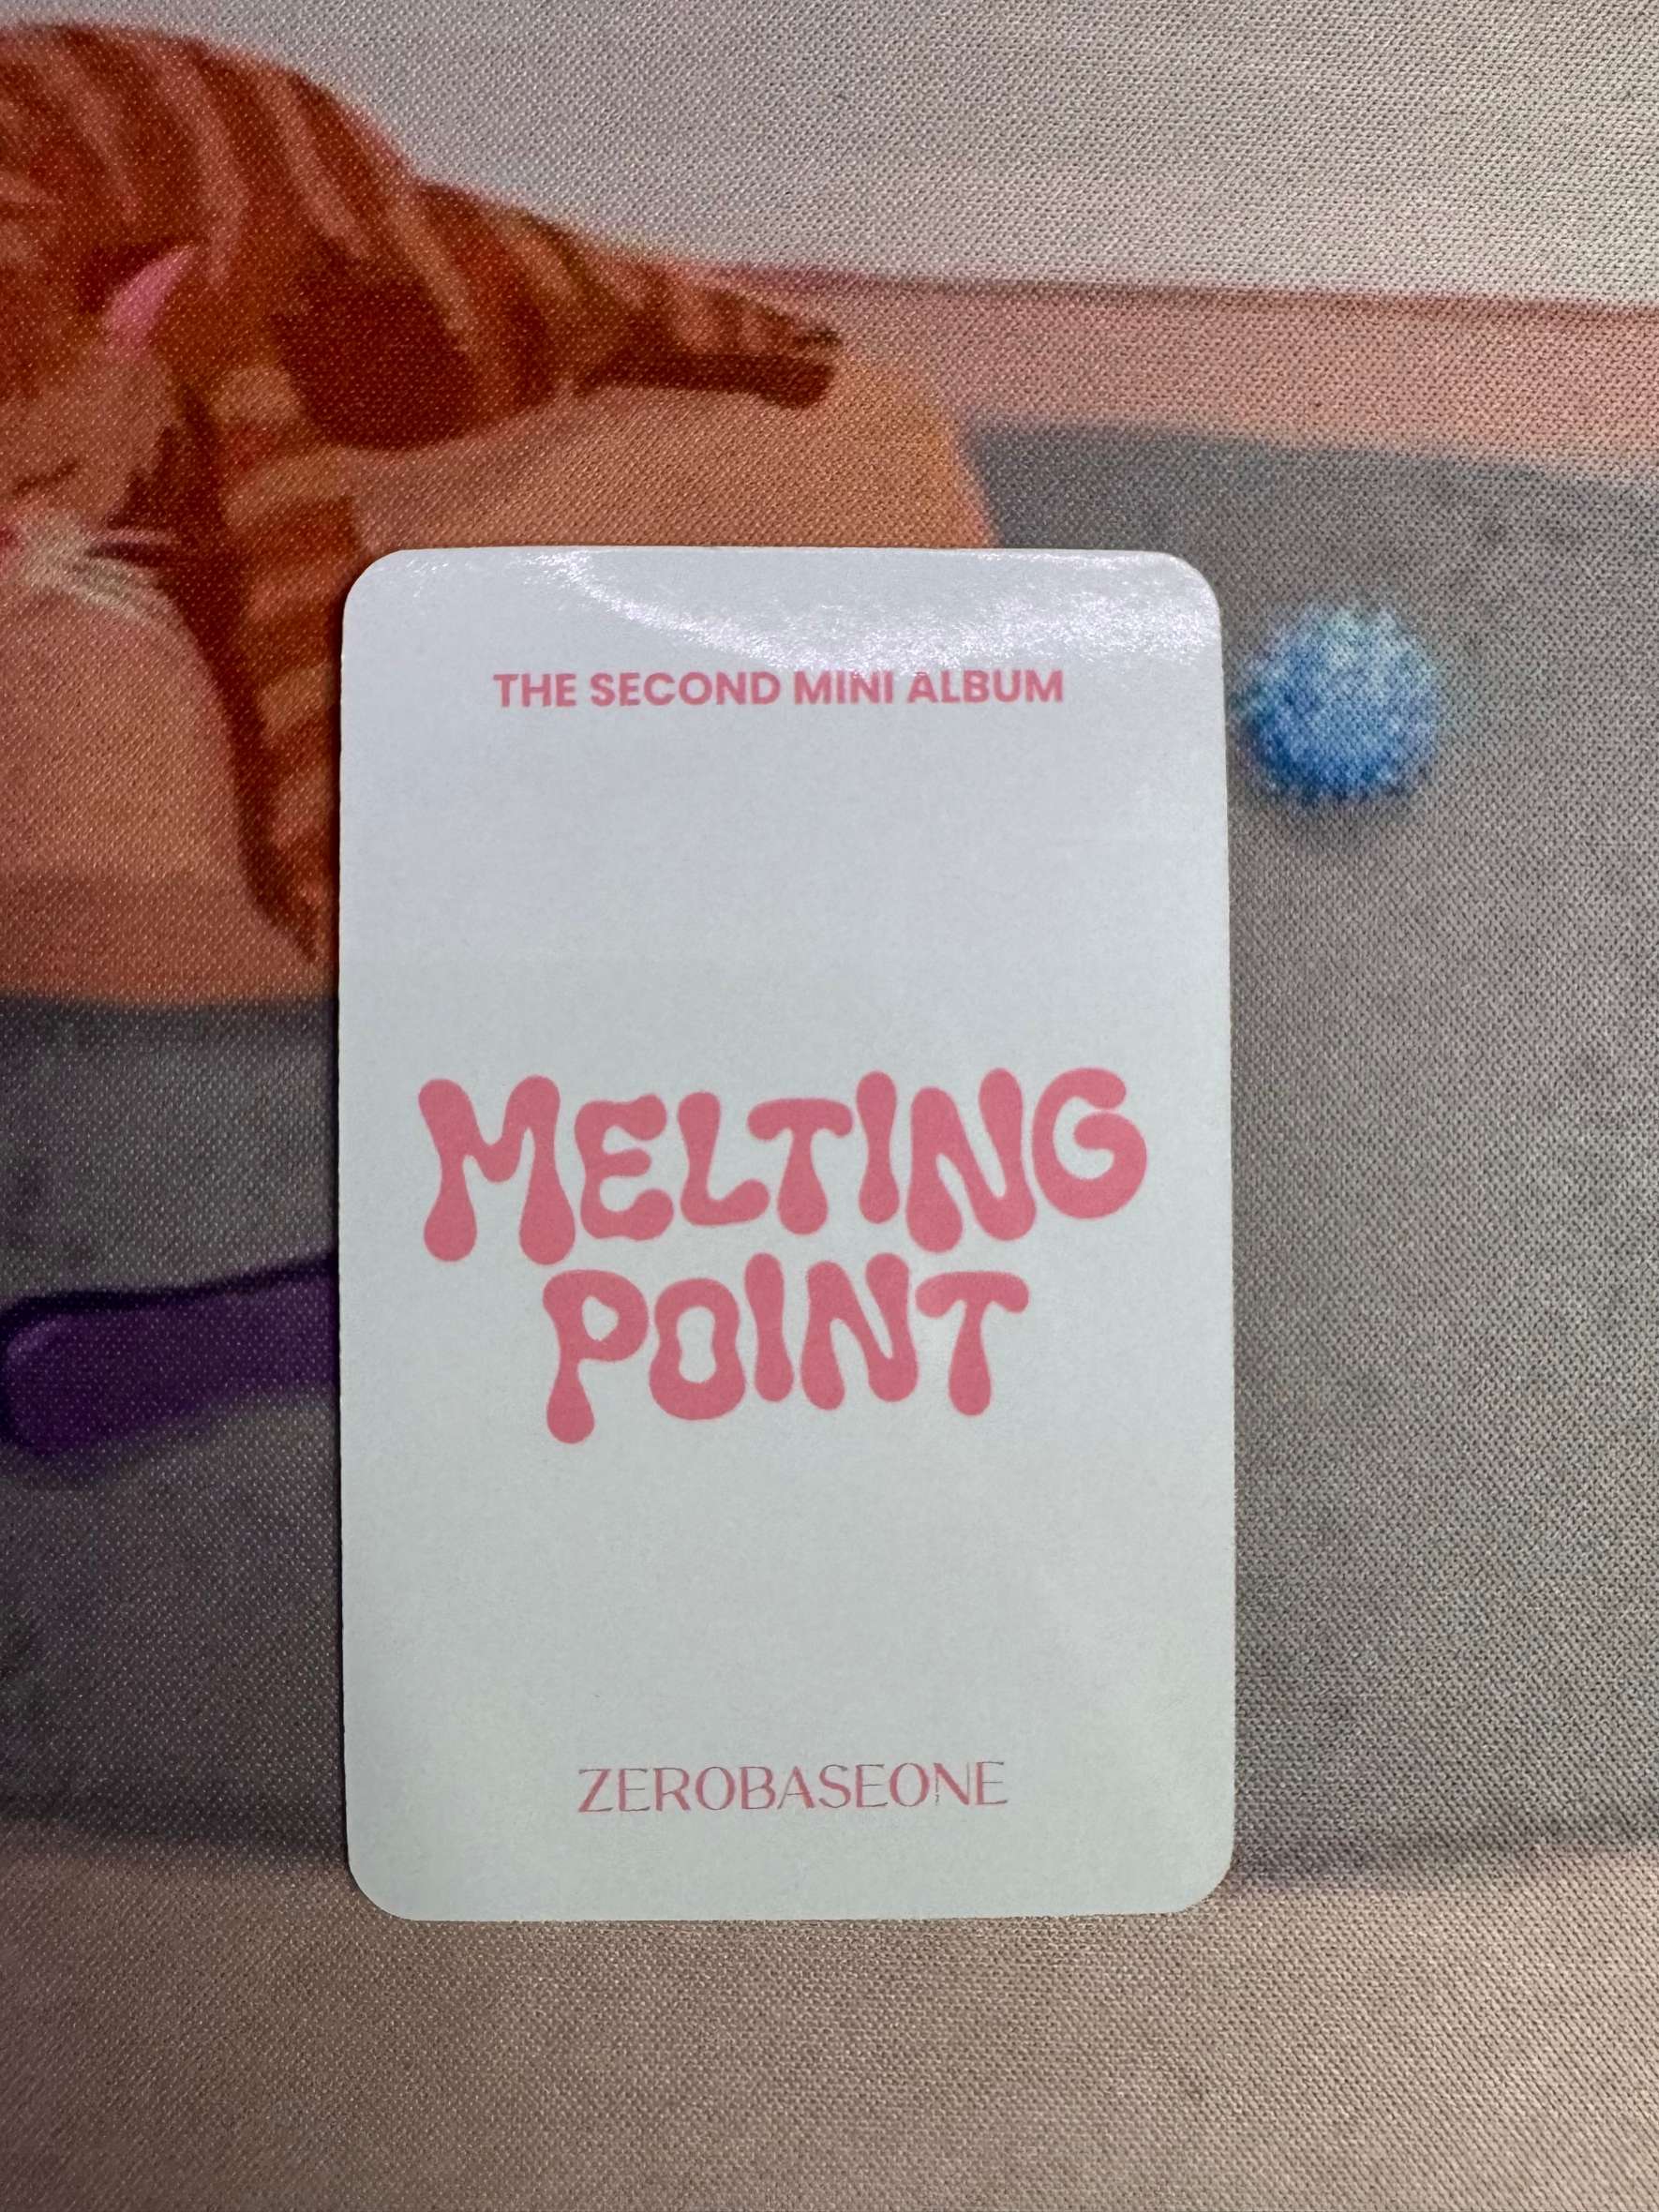 THE SECOND MINI ALBUM
MELTING
POINT
ZEROBASEONE